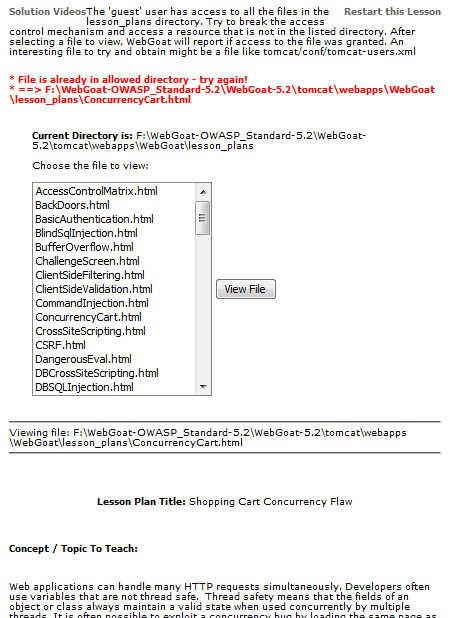 Solution Videos The 'guest' user has access to all the files in the Restart this Lesson
lesson_plans directory. Try to break the access
control mechanism and access a resource that is not in the listed directory. After
selecting a file to view, WebGoat will report if access to the file was granted. An
interesting file to try and obtain might be a file like tomcat/conf/tomcat-users.xml
* File is already in allowed directory - try again!
* ==> F:\WebGoat-OWASP_Standard-5.2\WebGoat-5.2\tomcat\webapps\WebGoat
\lesson_plans\ConcurrencyCart.html
Current Directory is: F:\WebGoat-OWASP_Standard-5.2\WebGoat-
5.2\tomcat\webapps\WebGoat\lesson_plans
Choose the file to view:
AccessControlMatrix.html
BackDoors.html
BasicAuthentication.html
BlindSqlInjection.html
BufferOverflow.html
ChallengeScreen.html
ClientSideFiltering.html
ClientSideValidation.html
CommandInjection.html
ConcurrencyCart.html
CrossSiteScripting.html
CSRF.html
DangerousEval.html
DBCrossSiteScripting.html
DBSQLInjection.html
View File
Viewing file: F:\WebGoat-OWASP_Standard-5.2\WebGoat-5.2\tomcat\webapps
\WebGoat\lesson_plans\ConcurrencyCart.html
Lesson Plan Title: Shopping Cart Concurrency Flaw
Concept / Topic To Teach:
Web applications can handle many HTTP requests simultaneously. Developers often
use variables that are not thread safe. Thread safety means that the fields of an
object or class always maintain a valid state when used concurrently by multiple
threads. It is often possible to exploit a concurrency bug by loading the same page as